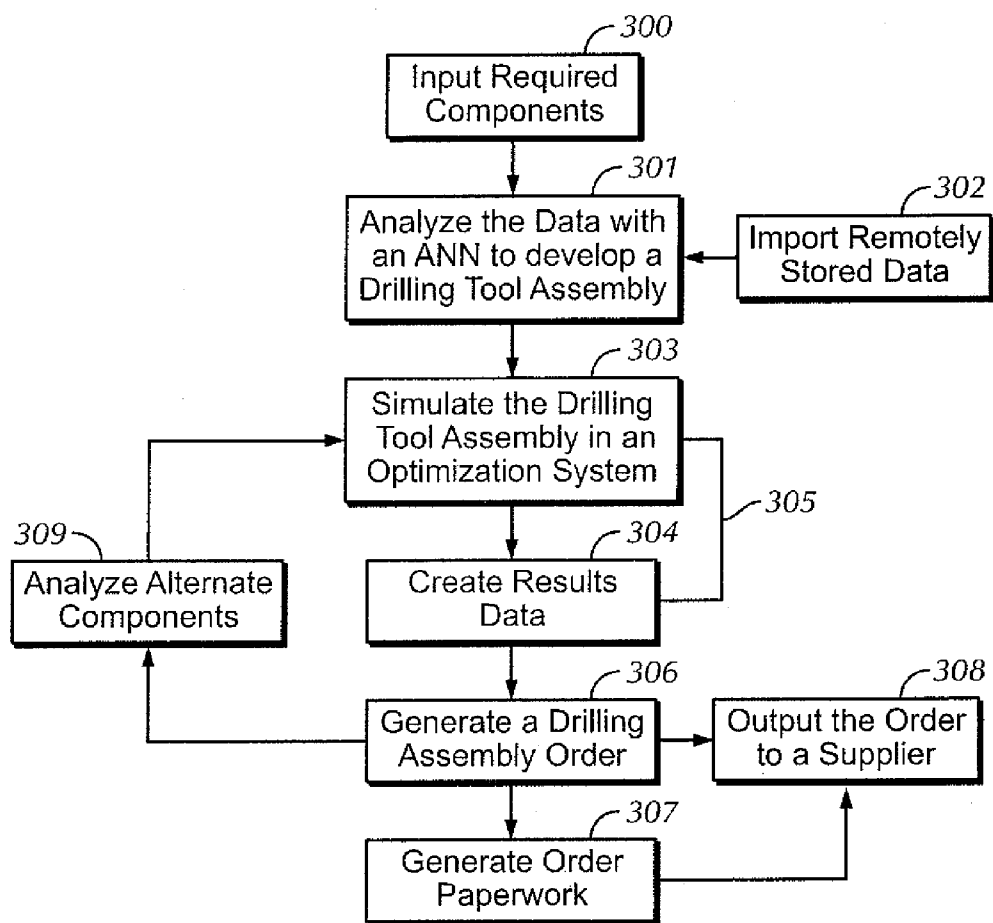 300
Input Required
Components
301
Analyze the Data with
an ANN to develop a
Drilling Tool Assembly
302
Import Remotely
Stored Data
303
Simulate the Drilling
Tool Assembly in an
Optimization System
305
309
Analyze Alternate
Components
304
Create Results
Data
306
Generate a Drilling
Assembly Order
308
Output the Order
to a Supplier
307
Generate Order
Paperwork